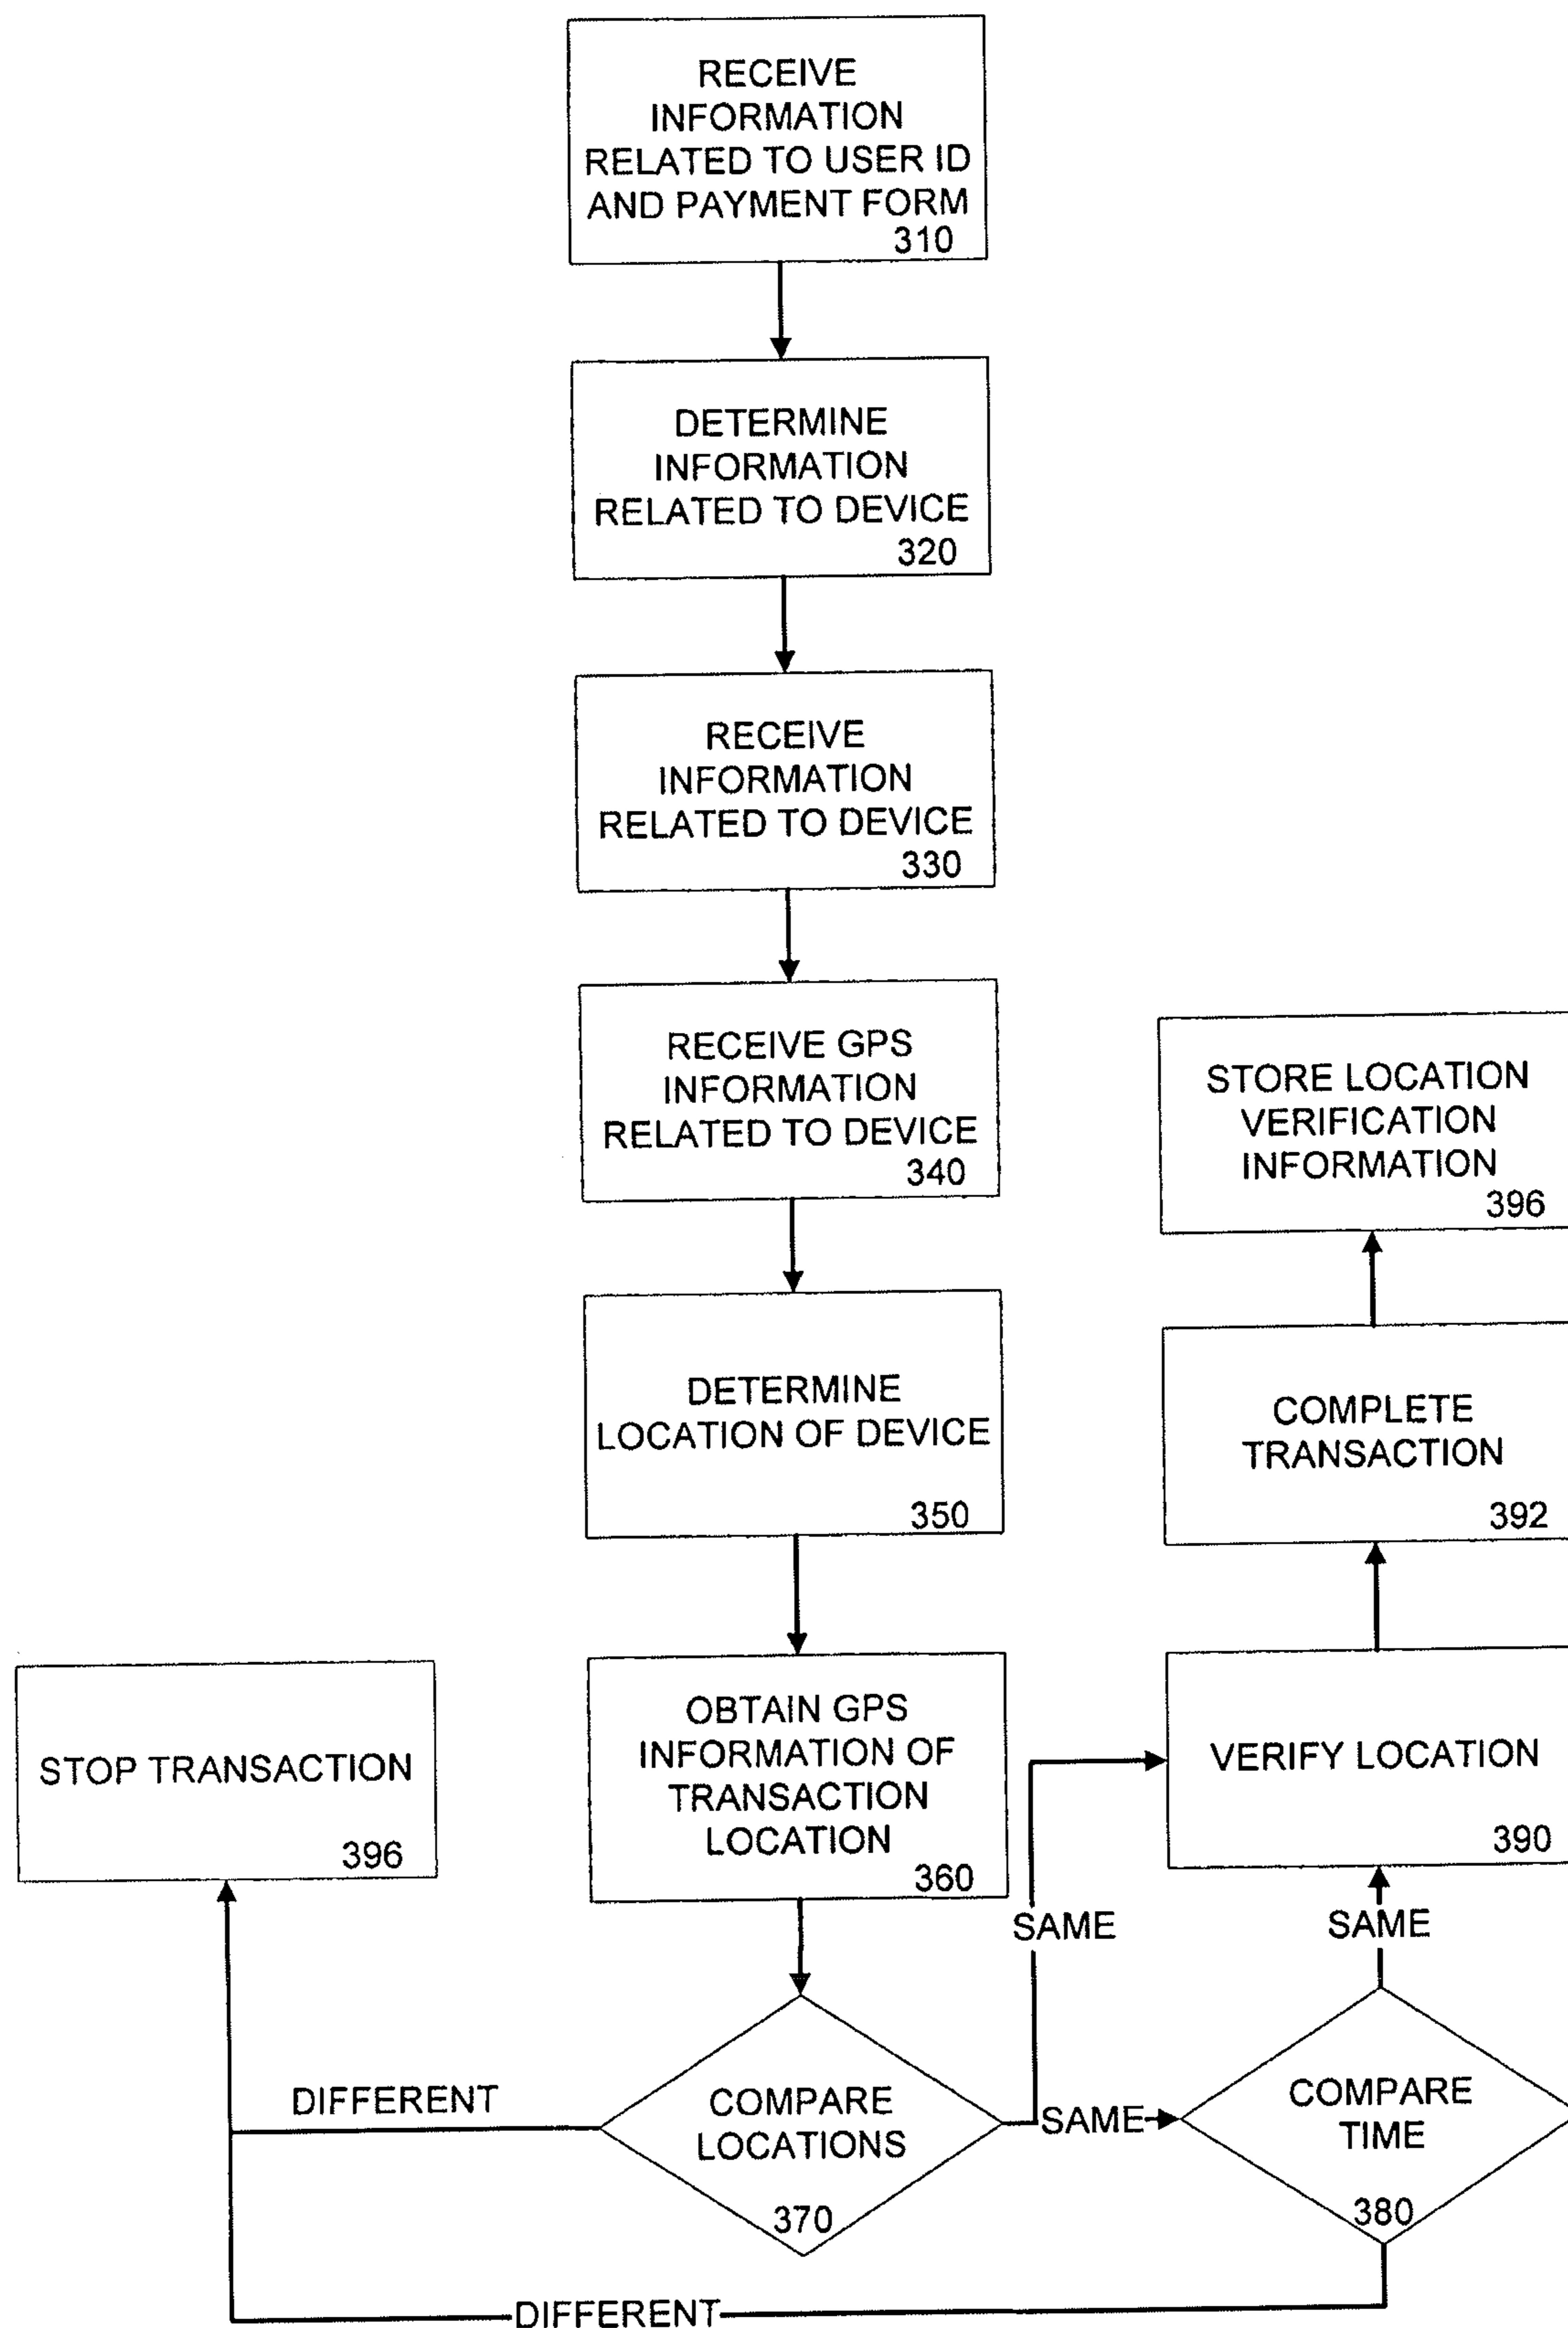 RECEIVE
INFORMATION
RELATED TO USER ID
AND PAYMENT FORM
310
DETERMINE
INFORMATION
RELATED TO DEVICE
320
RECEIVE
INFORMATION
RELATED TO DEVICE
330
RECEIVE GPS
INFORMATION
RELATED TO DEVICE
340
DETERMINE
LOCATION OF DEVICE
350
OBTAIN GPS
INFORMATION OF
TRANSACTION
LOCATION
360
COMPARE
LOCATIONS
370
DIFFERENT
STOP TRANSACTION
396
SAME
SAME
COMPARE
TIME
380
DIFFERENT
SAME
VERIFY LOCATION
390
COMPLETE
TRANSACTION
392
STORE LOCATION
VERIFICATION
INFORMATION
396